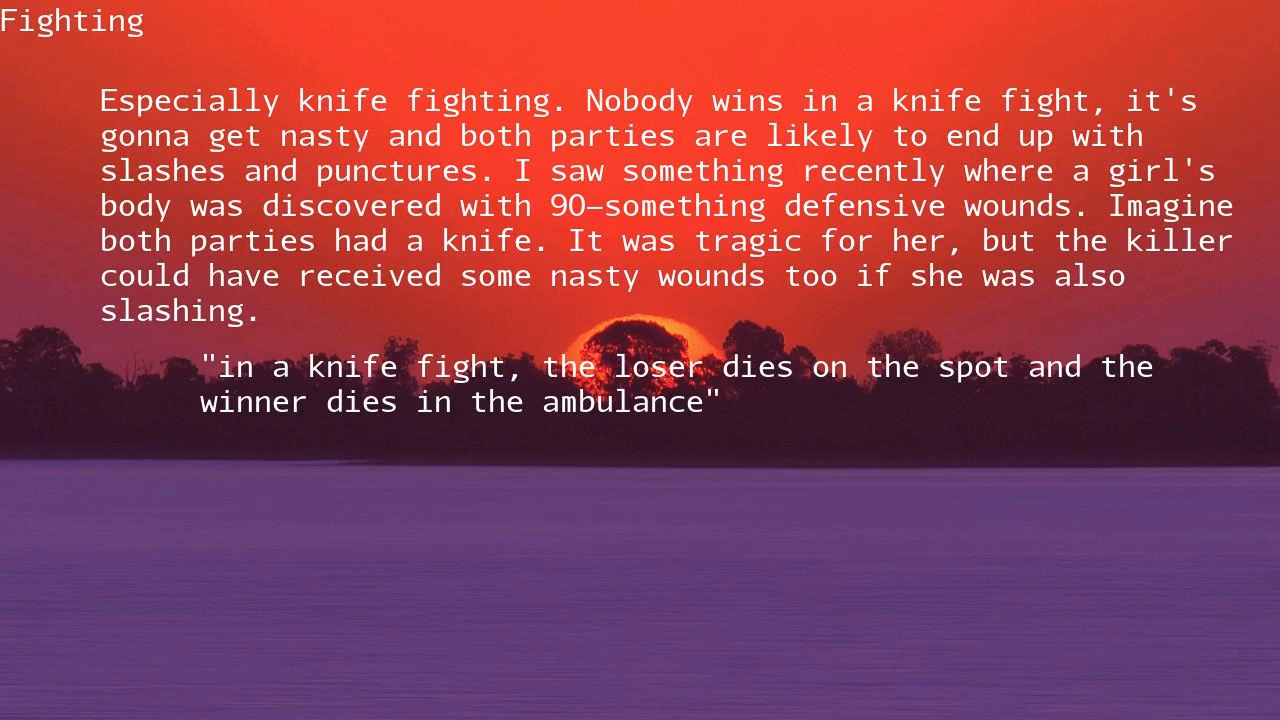 Fighting
Especially knife fighting. Nobody wins in a knife fight, it's
gonna get nasty and both parties are likely to end up with
slashes and punctures. I saw something recently where a girl's
body was discovered with 90-something defensive wounds. Imagine
both parties had a knife. It was tragic for her, but the killer
could have received some nasty wounds too if she was also
slashing.
"in a knife fight, the loser dies on the spot and the
winner dies in the ambulance"